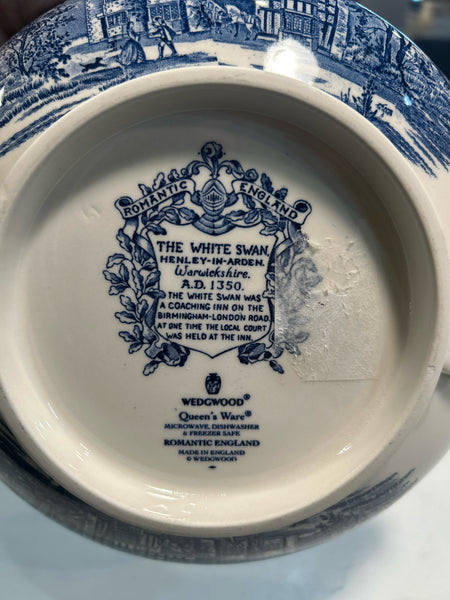 ROMANTIC ENGLAND
THE WHITE SWAN,
HENLEY-IN-ARDEN.
Warwickshire.
A.D. 1350.
THE WHITE SWAN WAS
A COACHING INN ON THE
BIRMINGHAM-LONDON ROAD.
AT ONE TIME THE LOCAL COURT
WAS HELD AT THE INN.
WEDGWOOD®
Queen's Ware®
MICROWAVE, DISHWASHER
& FREEZER SAFE
ROMANTIC ENGLAND
MADE IN ENGLAND
© WEDGWOOD